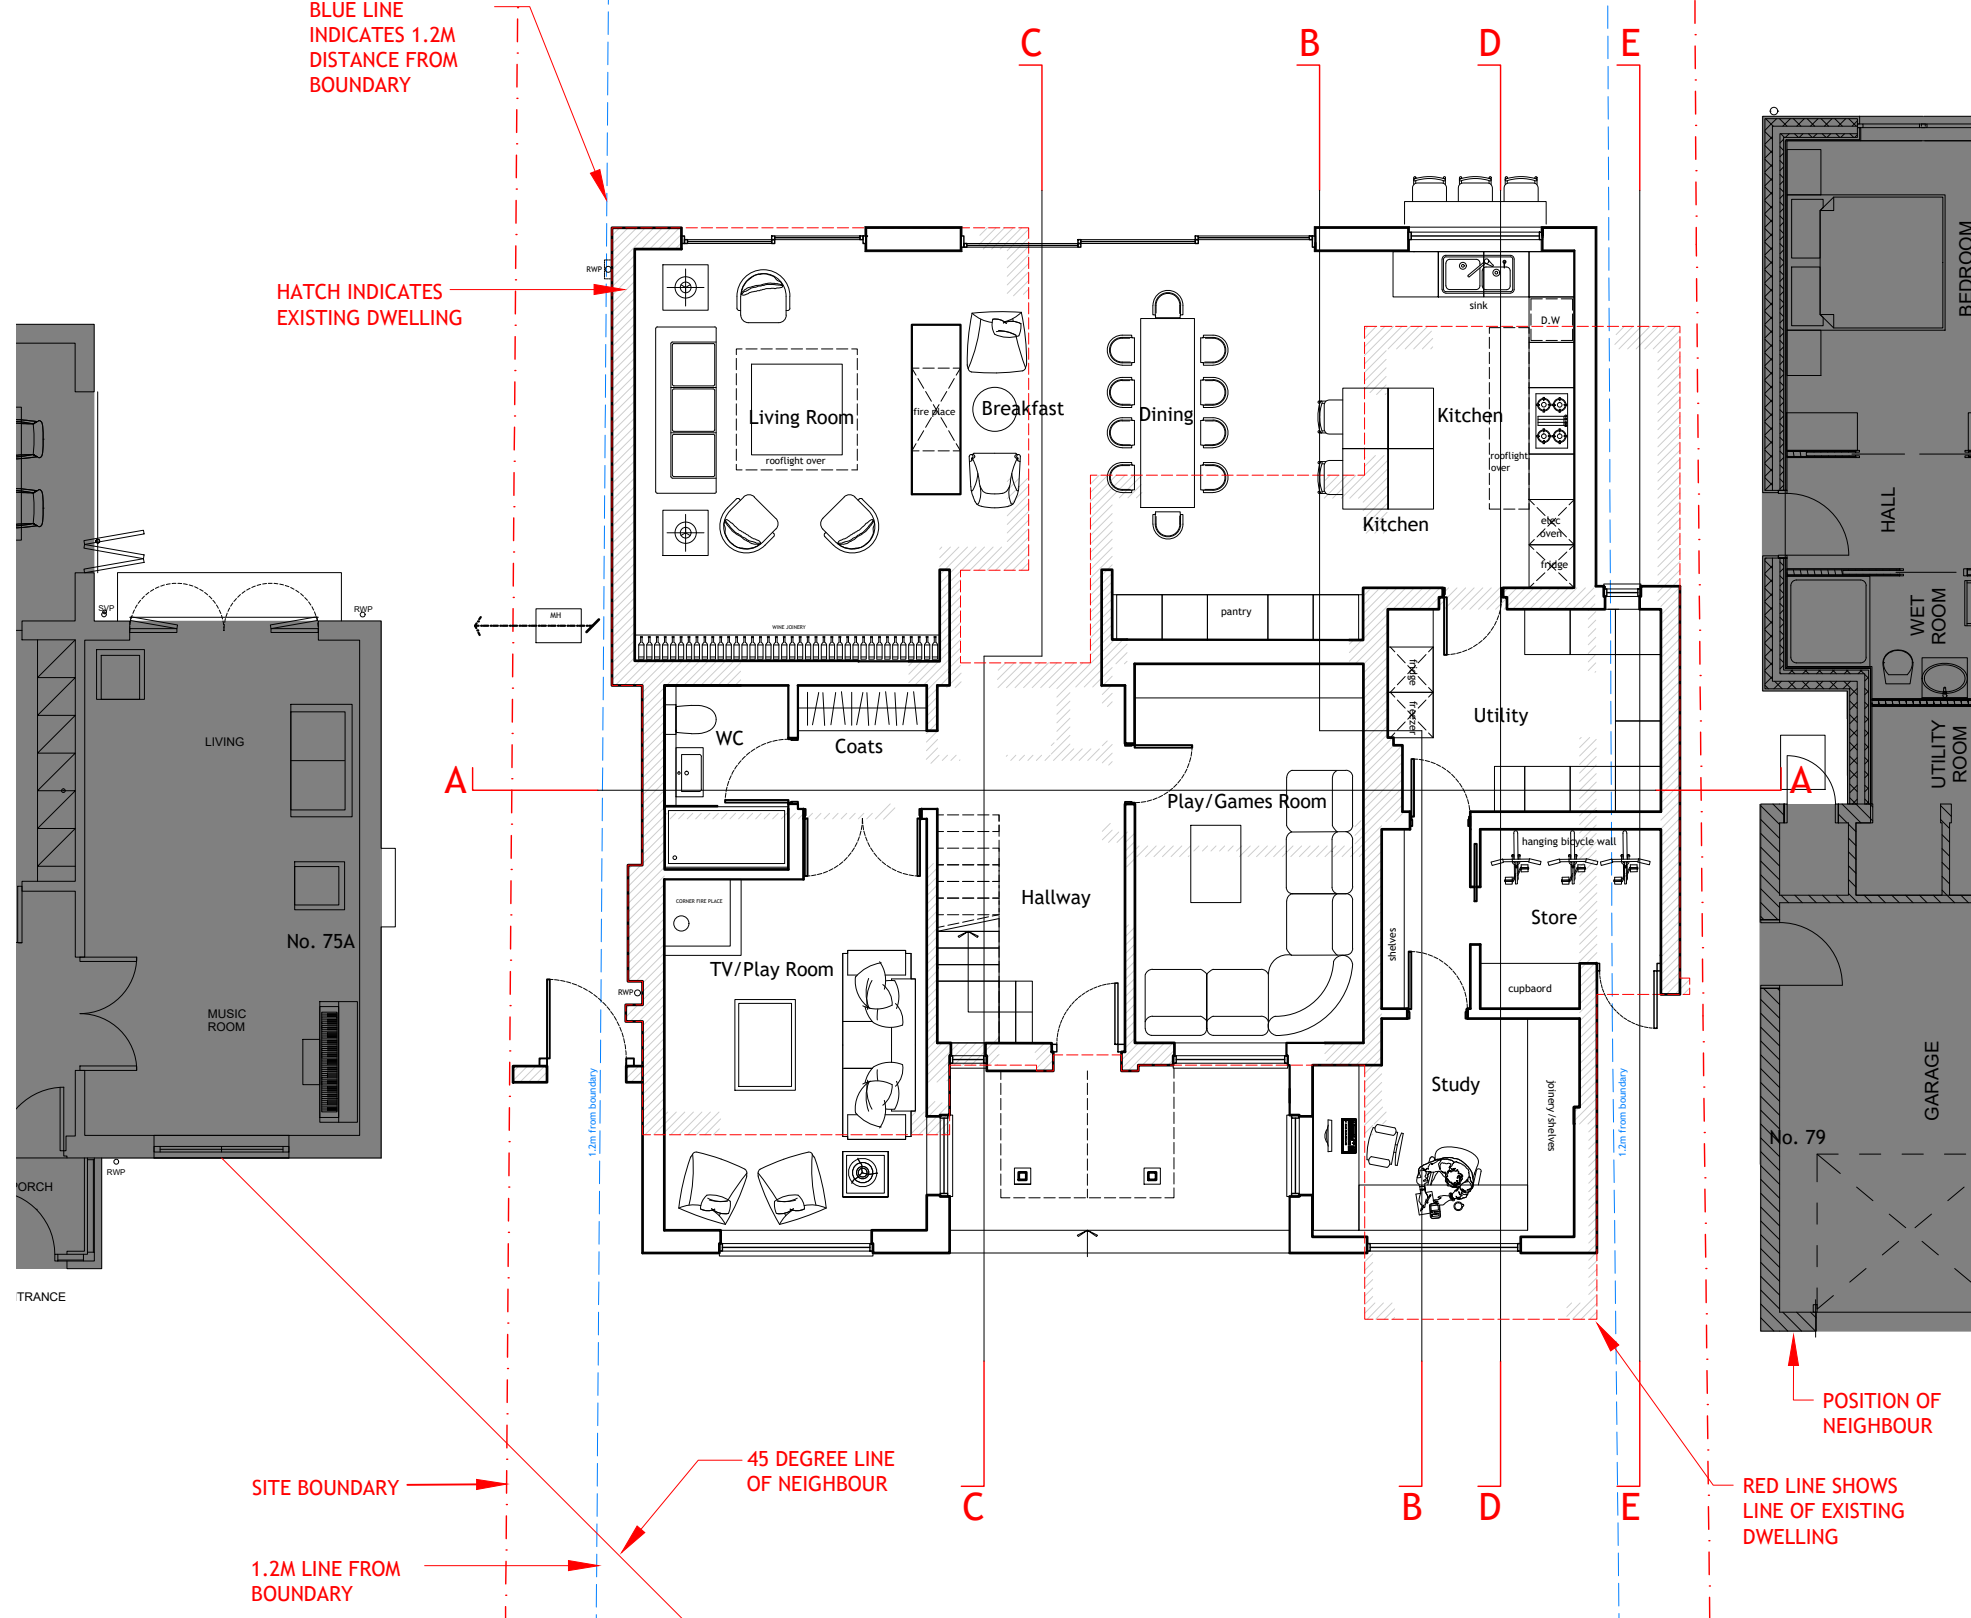 BLUE LINE
INDICATES 1.2M
DISTANCE FROM
BOUNDARY
C
B
D
E
RWP
HATCH INDICATES
EXISTING DWELLING
sink
D.W
BEDROOM
Living Room
fire place
Breakfast
Dining
Kitchen
rooflight over
rooflight
over
HALL
Kitchen
elec
oven
fridge
SVP
RWP
MH
WINE JOINERY
pantry
WET
ROOM
fridge
freezer
LIVING
WC
Coats
Utility
UTILITY
ROOM
A
A
Play/Games Room
hanging bicycle wall
CORNER FIRE PLACE
Hallway
Store
No. 75A
shelves
TV/Play Room
cupbaord
RWP
MUSIC
ROOM
1.2m from boundary
Study
joinery/shelves
1.2m from boundary
GARAGE
No. 79
RWP
PORCH
TRANCE
POSITION OF
NEIGHBOUR
45 DEGREE LINE
OF NEIGHBOUR
SITE BOUNDARY
C
B
D
E
RED LINE SHOWS
LINE OF EXISTING
DWELLING
1.2M LINE FROM
BOUNDARY